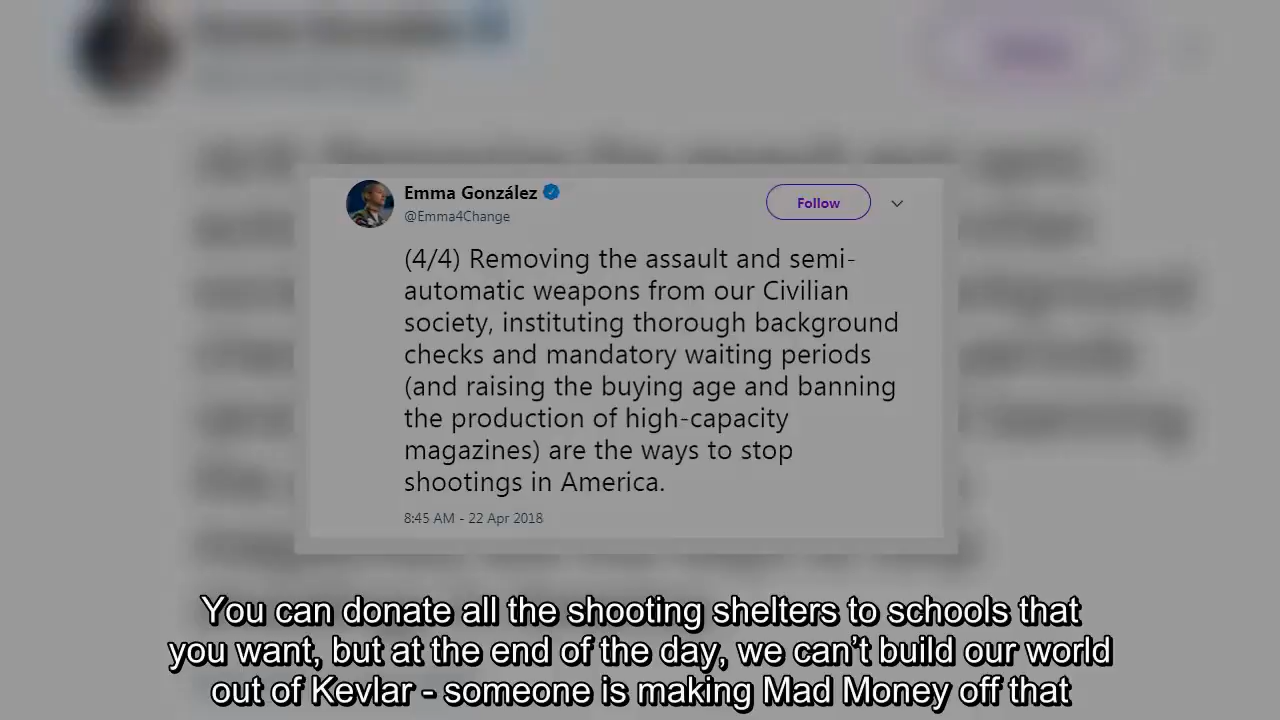 Emma González
@Emma4Change
Follow
(4/4) Removing the assault and semi-
automatic weapons from our Civilian
society, instituting thorough background
checks and mandatory waiting periods
(and raising the buying age and banning
the production of high-capacity
magazines) are the ways to stop
shootings in America.
8:45 AM - 22 Apr 2018
You can donate all the shooting shelters to schools that
you want, but at the end of the day, we can’t build our world
out of Kevlar - someone is making Mad Money off that